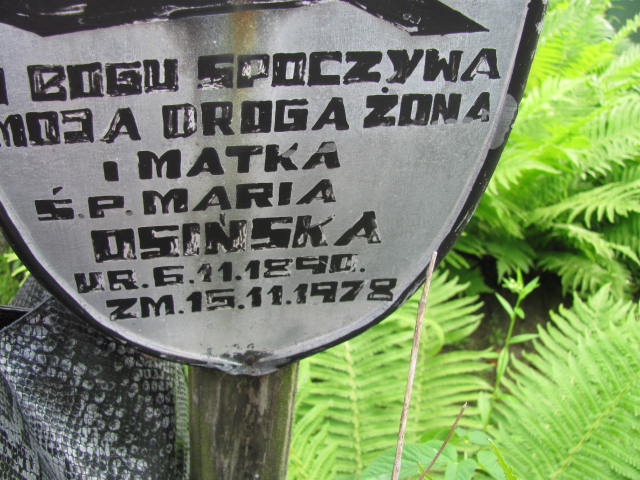 BOGU SPOCZYWA
MOJA DROGA ŻONA
I MATKA
Ś.P. MARIA
OSIŃSKA
UR. 6.11.1890.
ZM. 15.11.1978